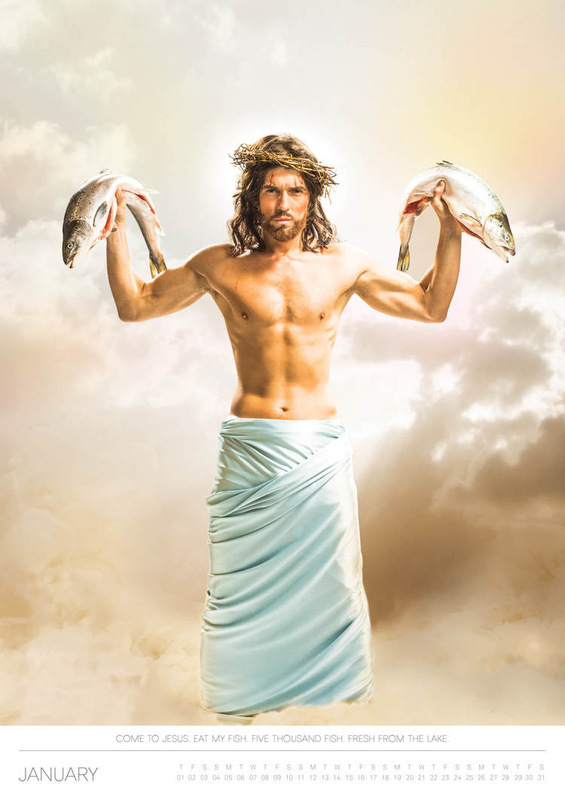 COME TO JESUS. EAT MY FISH. FIVE THOUSAND FISH. FRESH FROM THE LAKE.
JANUARY
T F S S M T W T F S S M T W T F S S M T W T F S S M T W T F S
01 02 03 04 05 06 07 08 09 10 11 12 13 14 15 16 17 18 19 20 21 22 23 24 25 26 27 28 29 30 31